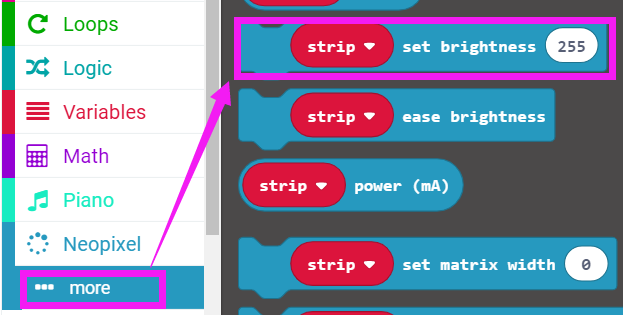 Loops
Logic
Variables
Math
Piano
Neopixel
more
strip set brightness 255
strip ease brightness
strip power (mA)
strip set matrix width 0